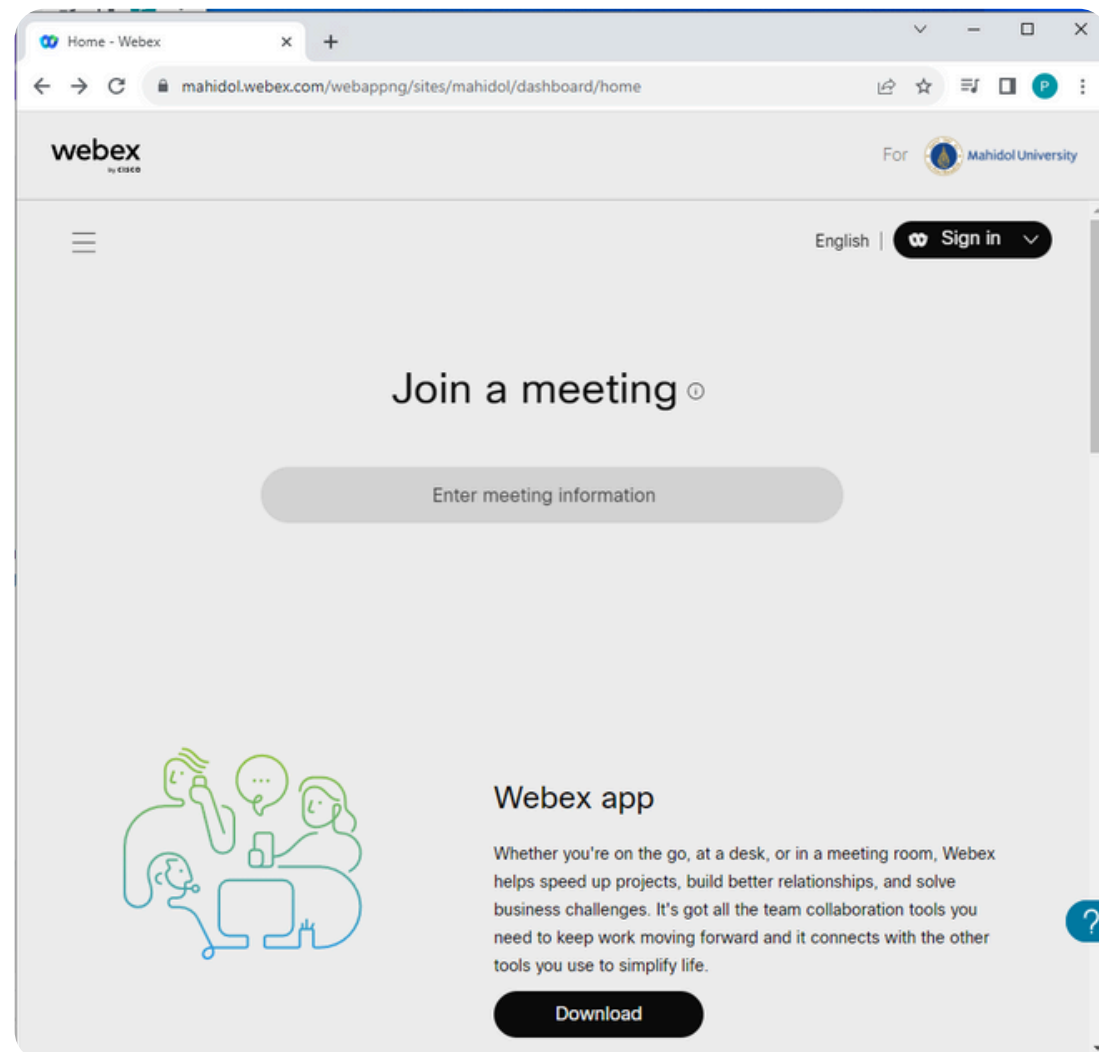 Home - Webex
mahidol.webex.com/webappng/sites/mahidol/dashboard/home
P
webex
by CISCO
For Mahidol University
English | Sign in
Join a meeting
Enter meeting information
Webex app
Whether you're on the go, at a desk, or in a meeting room, Webex
helps speed up projects, build better relationships, and solve
business challenges. It's got all the team collaboration tools you
need to keep work moving forward and it connects with the other
tools you use to simplify life.
?
Download